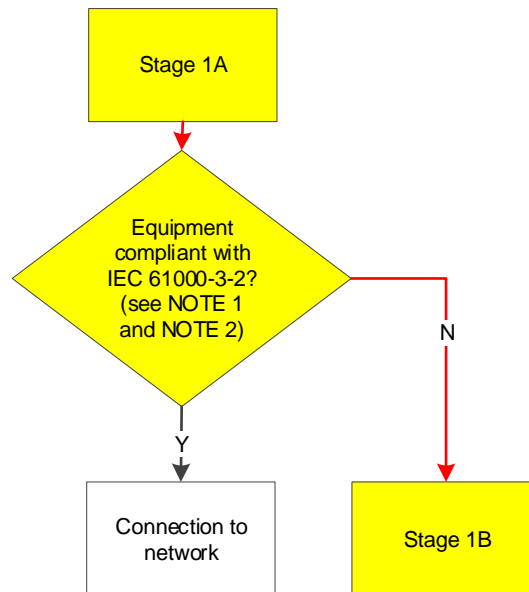 Stage 1A
Equipment
compliant with
IEC 61000-3-2?
(see NOTE 1
and NOTE 2)
N
Y
Connection to
network
Stage 1B